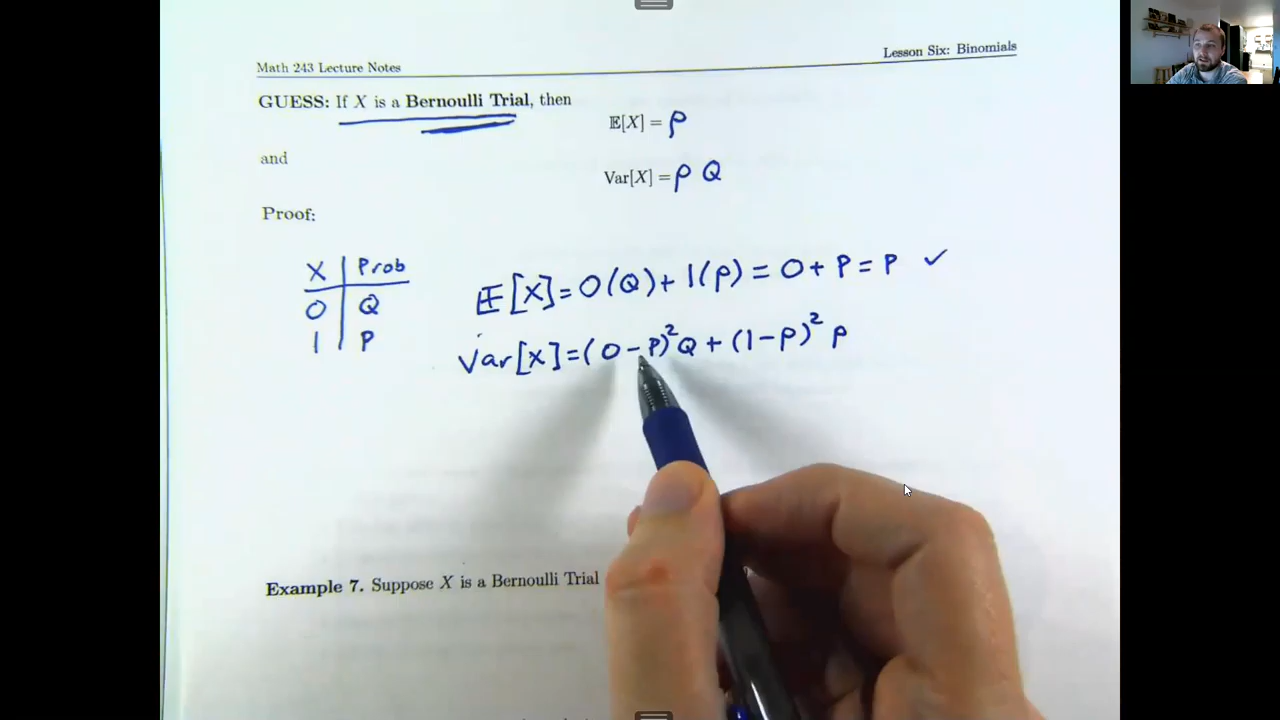 Math 243 Lecture Notes
Lesson Six: Binomials
GUESS: If X is a Bernoulli Trial, then
𝔼[X] = p
and
Var[X] = p Q
Proof:
X | Prob
0 | Q
1 | P
𝔼[X] = 0(Q) + 1(p) = 0 + P = P ✓
Var[X] = (0 - P)²Q + (1 - p)² p
Example 7. Suppose X is a Bernoulli Trial